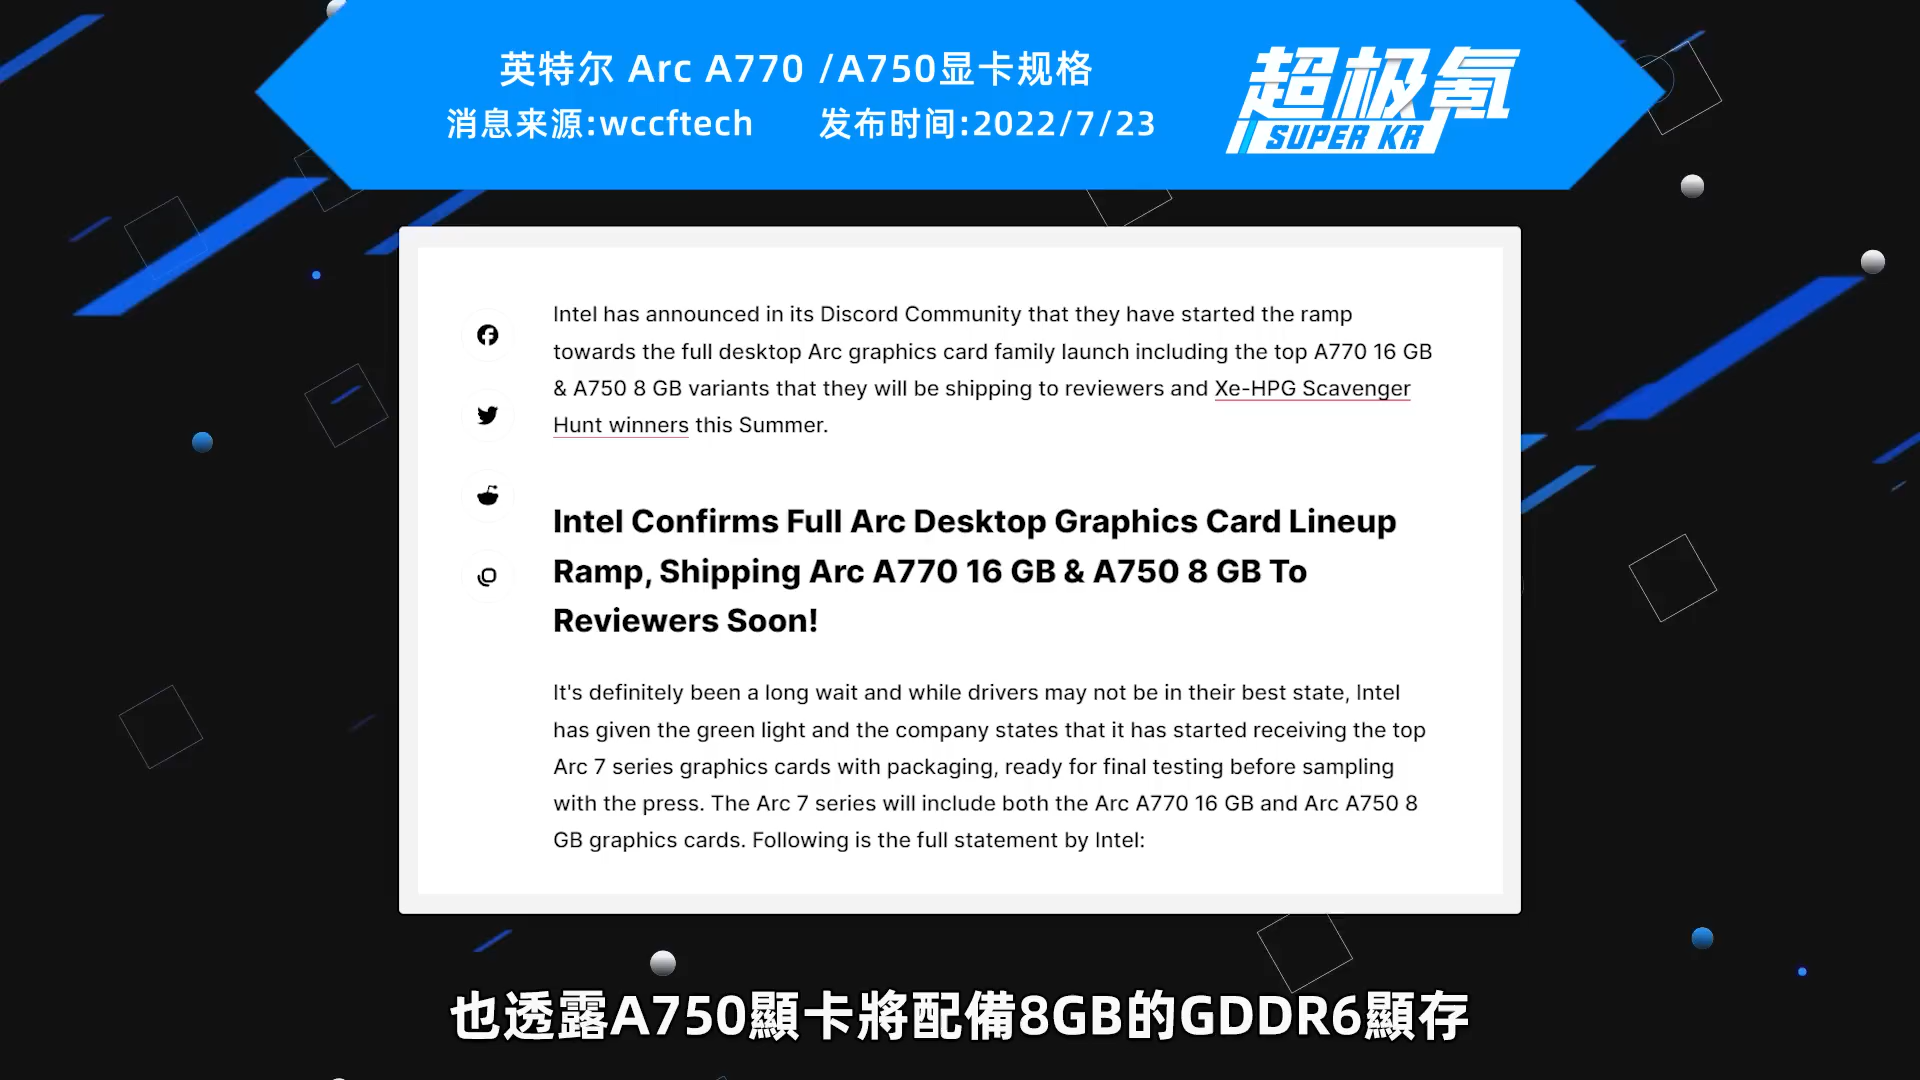 英特尔 Arc A770 /A750显卡规格
消息来源:wccftech 发布时间:2022/7/23
超极氪
SUPER KR
Intel has announced in its Discord Community that they have started the ramp
towards the full desktop Arc graphics card family launch including the top A770 16 GB
& A750 8 GB variants that they will be shipping to reviewers and Xe-HPG Scavenger
Hunt winners this Summer.
Intel Confirms Full Arc Desktop Graphics Card Lineup
Ramp, Shipping Arc A770 16 GB & A750 8 GB To
Reviewers Soon!
It's definitely been a long wait and while drivers may not be in their best state, Intel
has given the green light and the company states that it has started receiving the top
Arc 7 series graphics cards with packaging, ready for final testing before sampling
with the press. The Arc 7 series will include both the Arc A770 16 GB and Arc A750 8
GB graphics cards. Following is the full statement by Intel:
也透露A750顯卡將配備8GB的GDDR6顯存